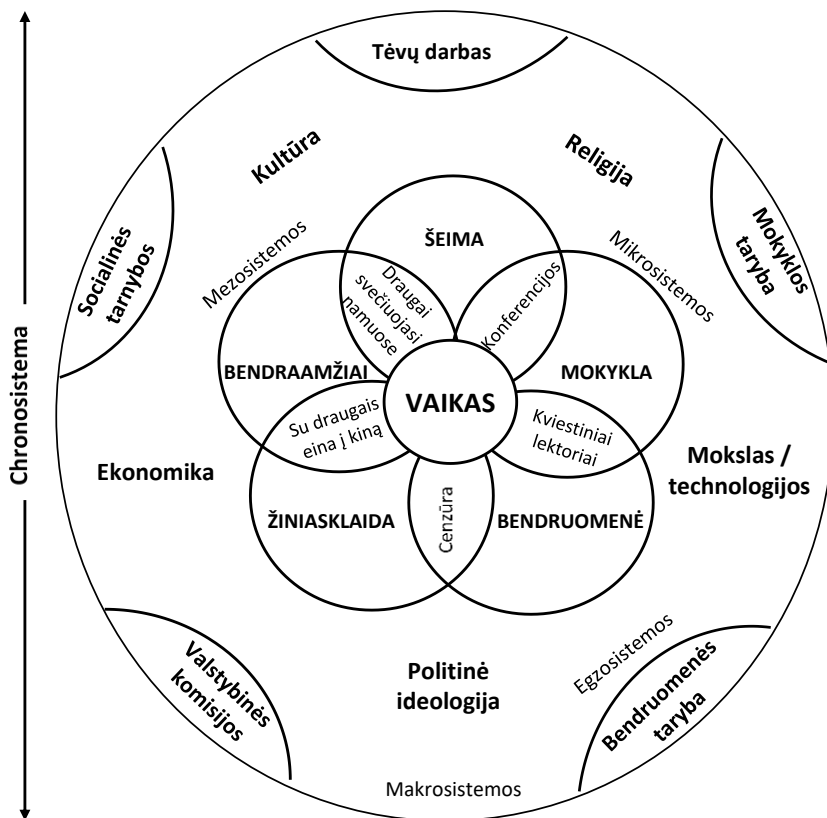 Tėvų darbas
Kultūra
Religija
Socialinės
tarnybos
Mokyklos
taryba
Mezosistemos
ŠEIMA
Mikrosistemos
Draugai
svečiuojasi
namuose
Konferencijos
BENDRAAMŽIAI
VAIKAS
MOKYKLA
Chronosistema
Su draugais
eina į kiną
Kviestiniai
lektoriai
Ekonomika
Mokslas /
technologijos
ŽINIASKLAIDA
Cenzūra
BENDRUOMENĖ
Valstybinės
komisijos
Politinė
ideologija
Egzosistemos
Bendruomenės
taryba
Makrosistemos